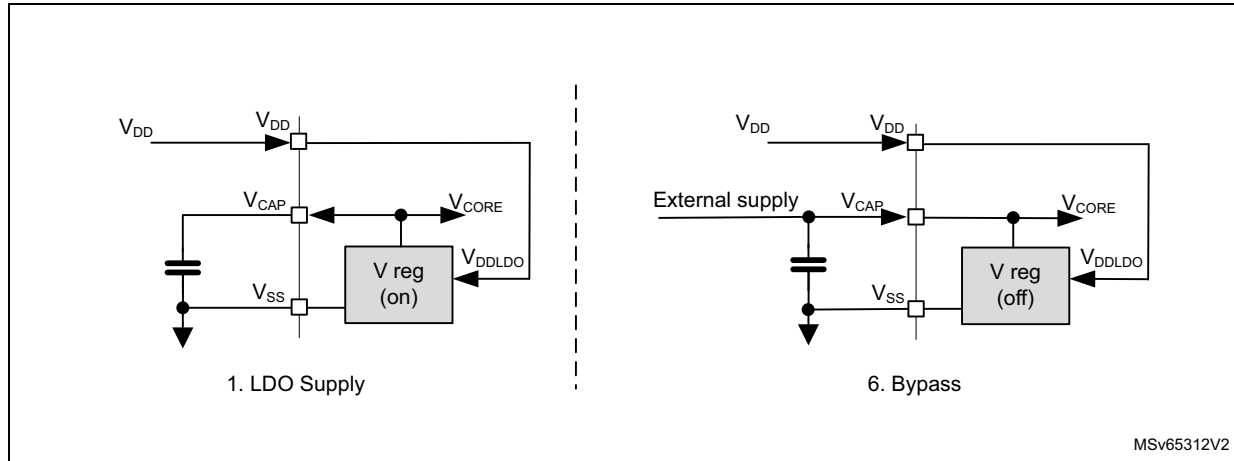 VDD VDD
VCAP VCORE
VDDLDO
V reg
(on)
VSS
1. LDO Supply
VDD VDD
External supply VCAP VCORE
VDDLDO
V reg
(off)
VSS
6. Bypass
MSv65312V2